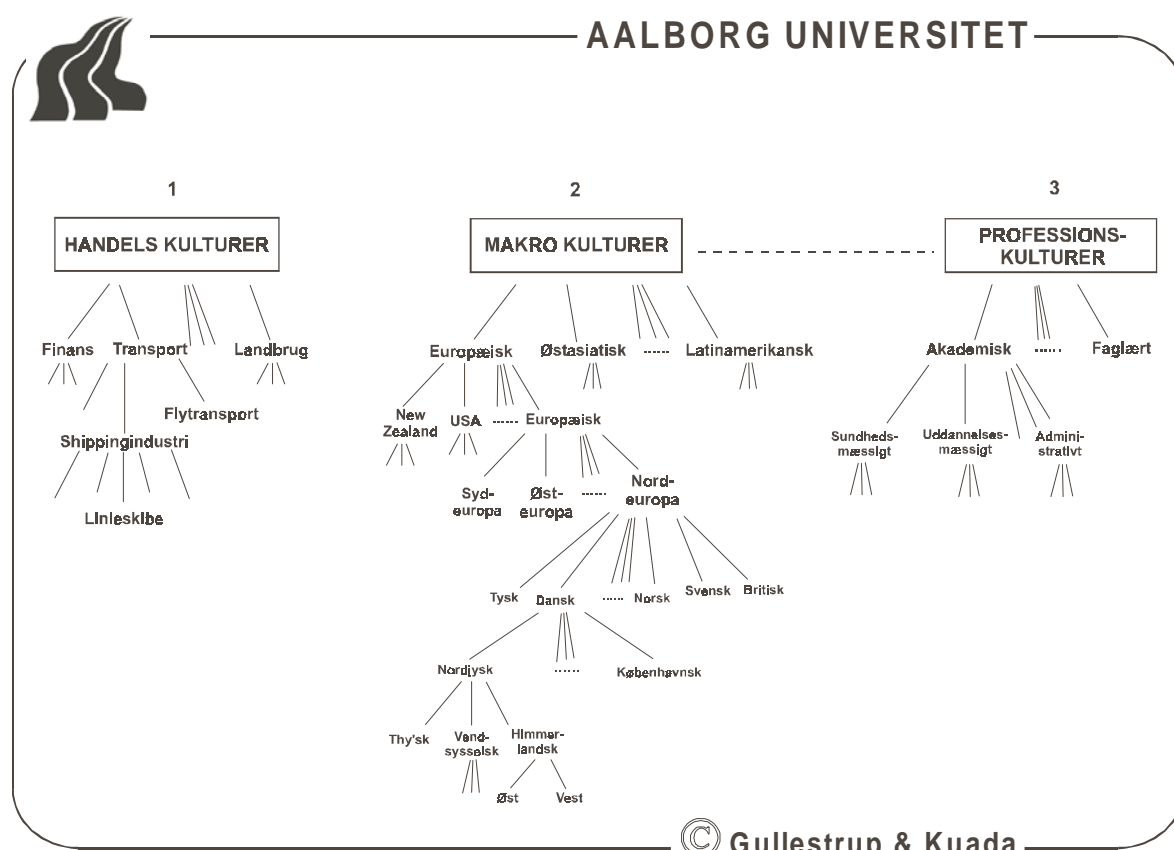 AALBORG UNIVERSITET
1
2
3
HANDELS KULTURER
MAKRO KULTURER
PROFESSIONS-
KULTURER
Finans
Transport
Landbrug
Europæisk
Østasiatisk
Latinamerikansk
Akademisk
Faglært
Flytransport
Shippingindustri
Linieskibe
New
Zealand
USA
Europæisk
Sundheds-
mæssigt
Uddannelses-
mæssigt
Admini-
strativt
Syd-
europa
Øst-
europa
Nord-
europa
Tysk
Dansk
Norsk
Svensk
Britisk
Nordjysk
Københavnsk
Thy'sk
Vend-
sysselsk
Himmer-
landsk
Øst
Vest
© Gullestrup & Kuada